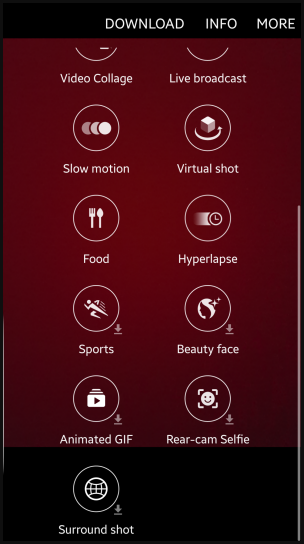 DOWNLOAD INFO MORE
Video Collage Live broadcast
Slow motion Virtual shot
Food Hyperlapse
Sports Beauty face
Animated GIF Rear-cam Selfie
Surround shot